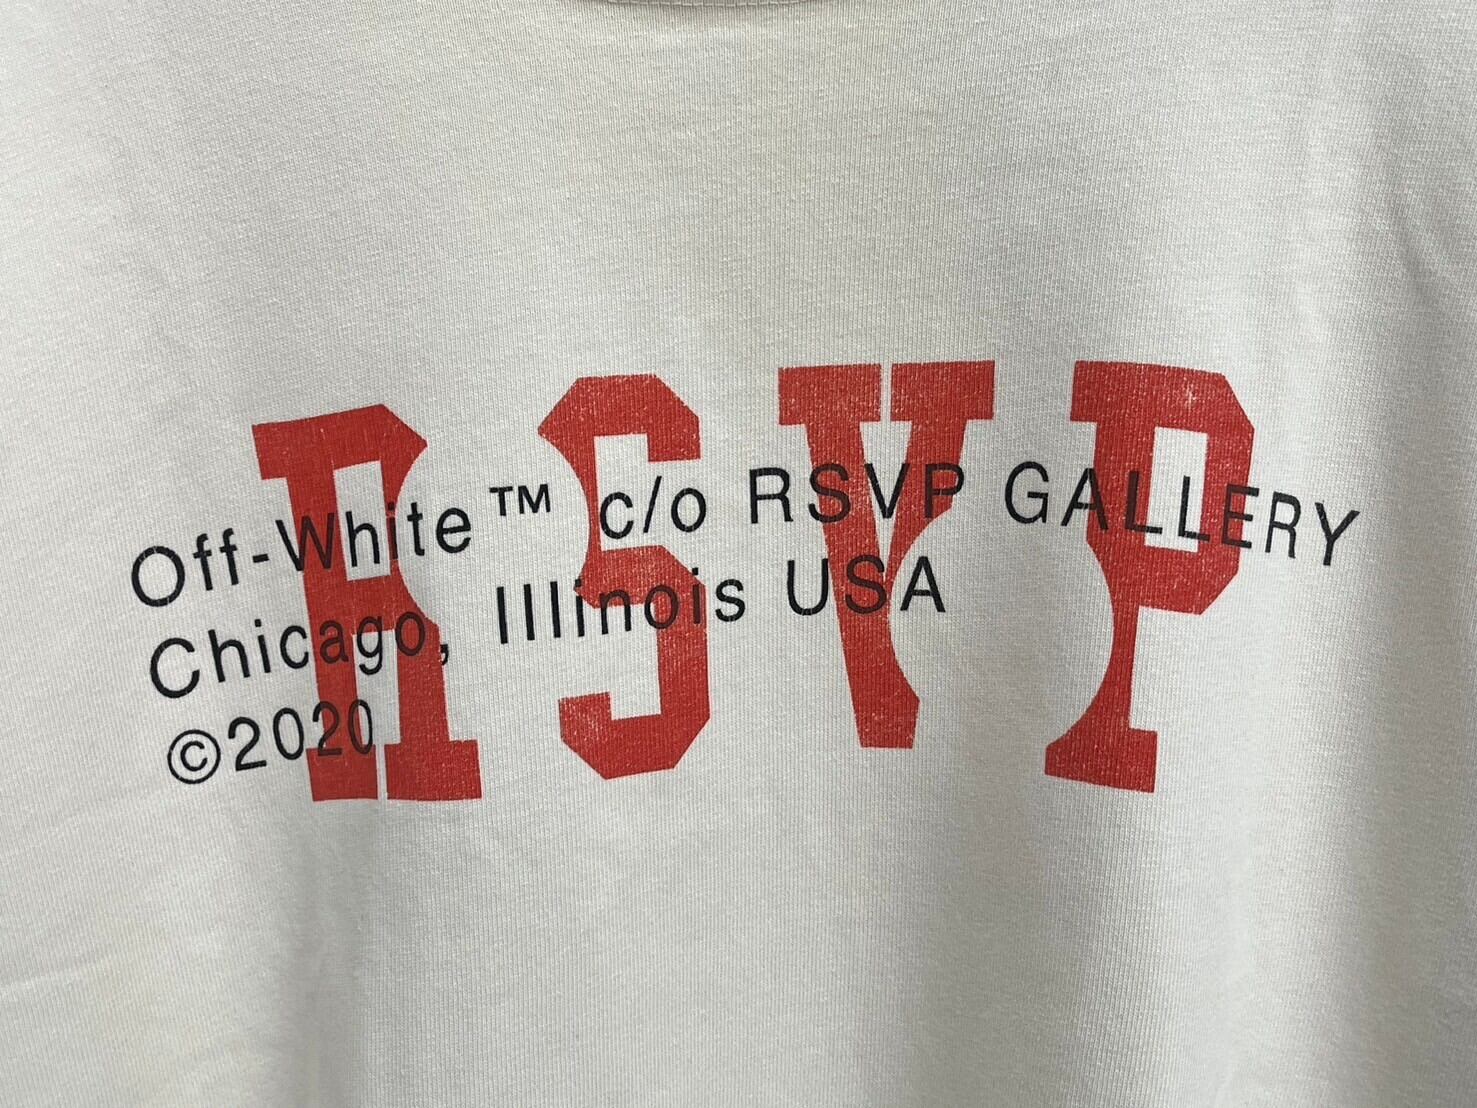 RSVP
Off-White™ c/o RSVP GALLERY
Chicago, Illinois USA
©2020